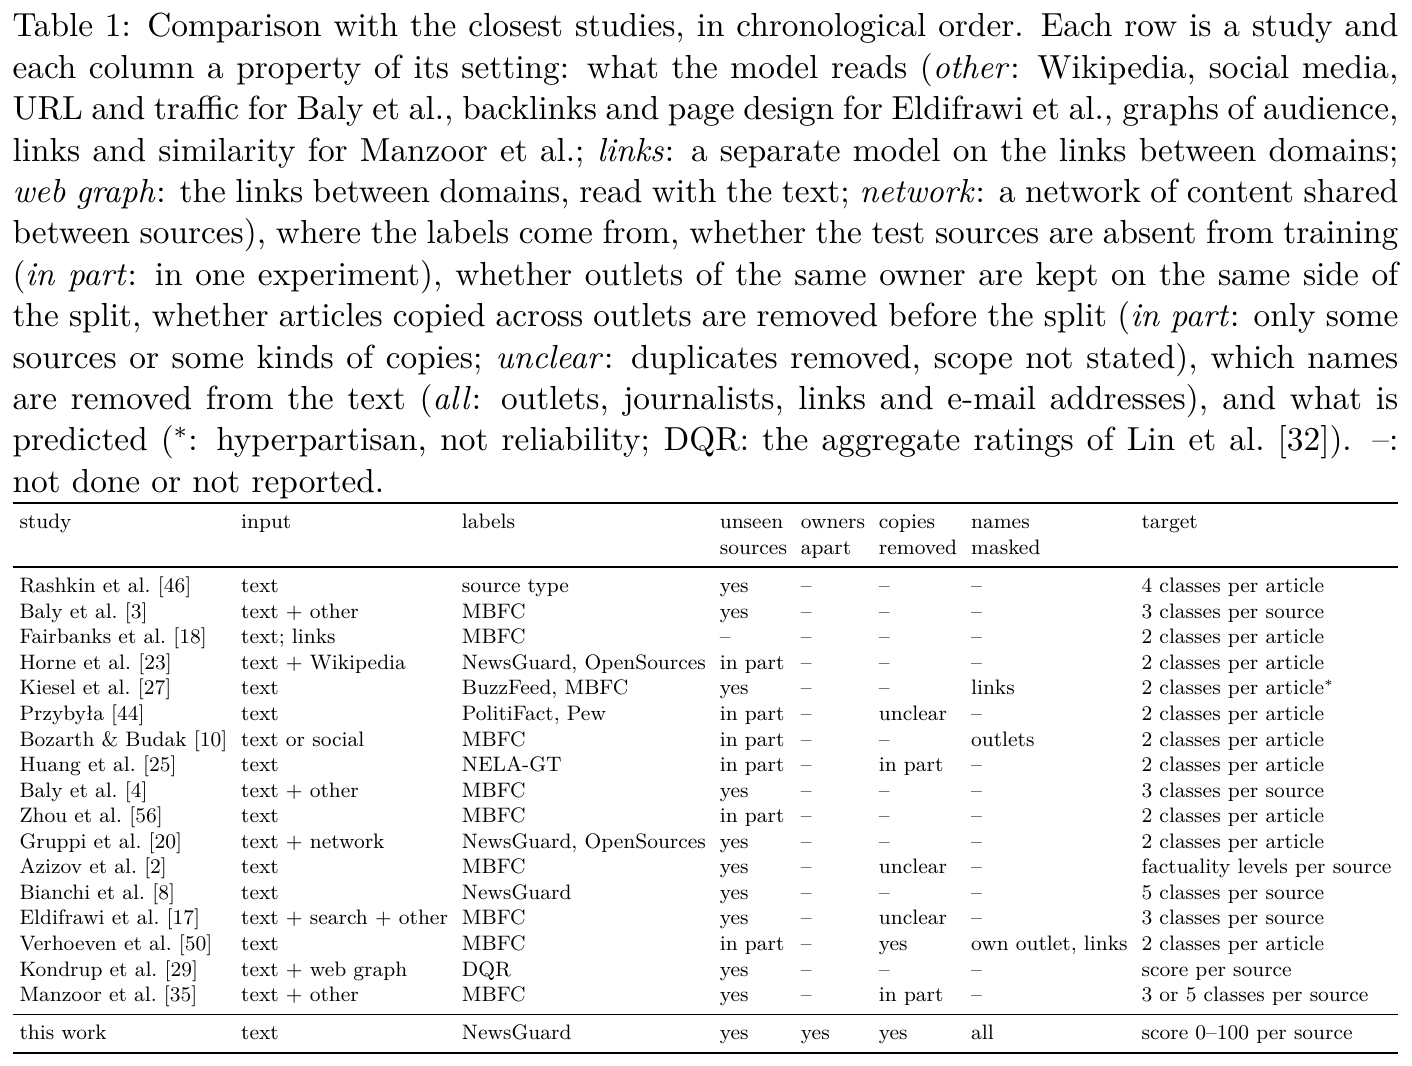 Table 1: Comparison with the closest studies, in chronological order. Each row is a study and
each column a property of its setting: what the model reads (other: Wikipedia, social media,
URL and traffic for Baly et al., backlinks and page design for Eldifrawi et al., graphs of audience,
links and similarity for Manzoor et al.; links: a separate model on the links between domains;
web graph: the links between domains, read with the text; network: a network of content shared
between sources), where the labels come from, whether the test sources are absent from training
(in part: in one experiment), whether outlets of the same owner are kept on the same side of
the split, whether articles copied across outlets are removed before the split (in part: only some
sources or some kinds of copies; unclear: duplicates removed, scope not stated), which names
are removed from the text (all: outlets, journalists, links and e-mail addresses), and what is
predicted (*: hyperpartisan, not reliability; DQR: the aggregate ratings of Lin et al. [32]). –:
not done or not reported.
study input labels unseen owners copies names target
sources apart removed masked
Rashkin et al. [46] text source type yes – – – 4 classes per article
Baly et al. [3] text + other MBFC yes – – – 3 classes per source
Fairbanks et al. [18] text; links MBFC – – – – 2 classes per article
Horne et al. [23] text + Wikipedia NewsGuard, OpenSources in part – – – 2 classes per article
Kiesel et al. [27] text BuzzFeed, MBFC yes – – links 2 classes per article*
Przybyła [44] text PolitiFact, Pew in part – unclear – 2 classes per article
Bozarth & Budak [10] text or social MBFC in part – – outlets 2 classes per article
Huang et al. [25] text NELA-GT in part – in part – 2 classes per article
Baly et al. [4] text + other MBFC yes – – – 3 classes per source
Zhou et al. [56] text MBFC in part – – – 2 classes per article
Gruppi et al. [20] text + network NewsGuard, OpenSources yes – – – 2 classes per article
Azizov et al. [2] text MBFC yes – unclear – factuality levels per source
Bianchi et al. [8] text NewsGuard yes – – – 5 classes per source
Eldifrawi et al. [17] text + search + other MBFC yes – unclear – 3 classes per source
Verhoeven et al. [50] text MBFC in part – yes own outlet, links 2 classes per article
Kondrup et al. [29] text + web graph DQR yes – – – score per source
Manzoor et al. [35] text + other MBFC yes – in part – 3 or 5 classes per source
this work text NewsGuard yes yes yes all score 0–100 per source